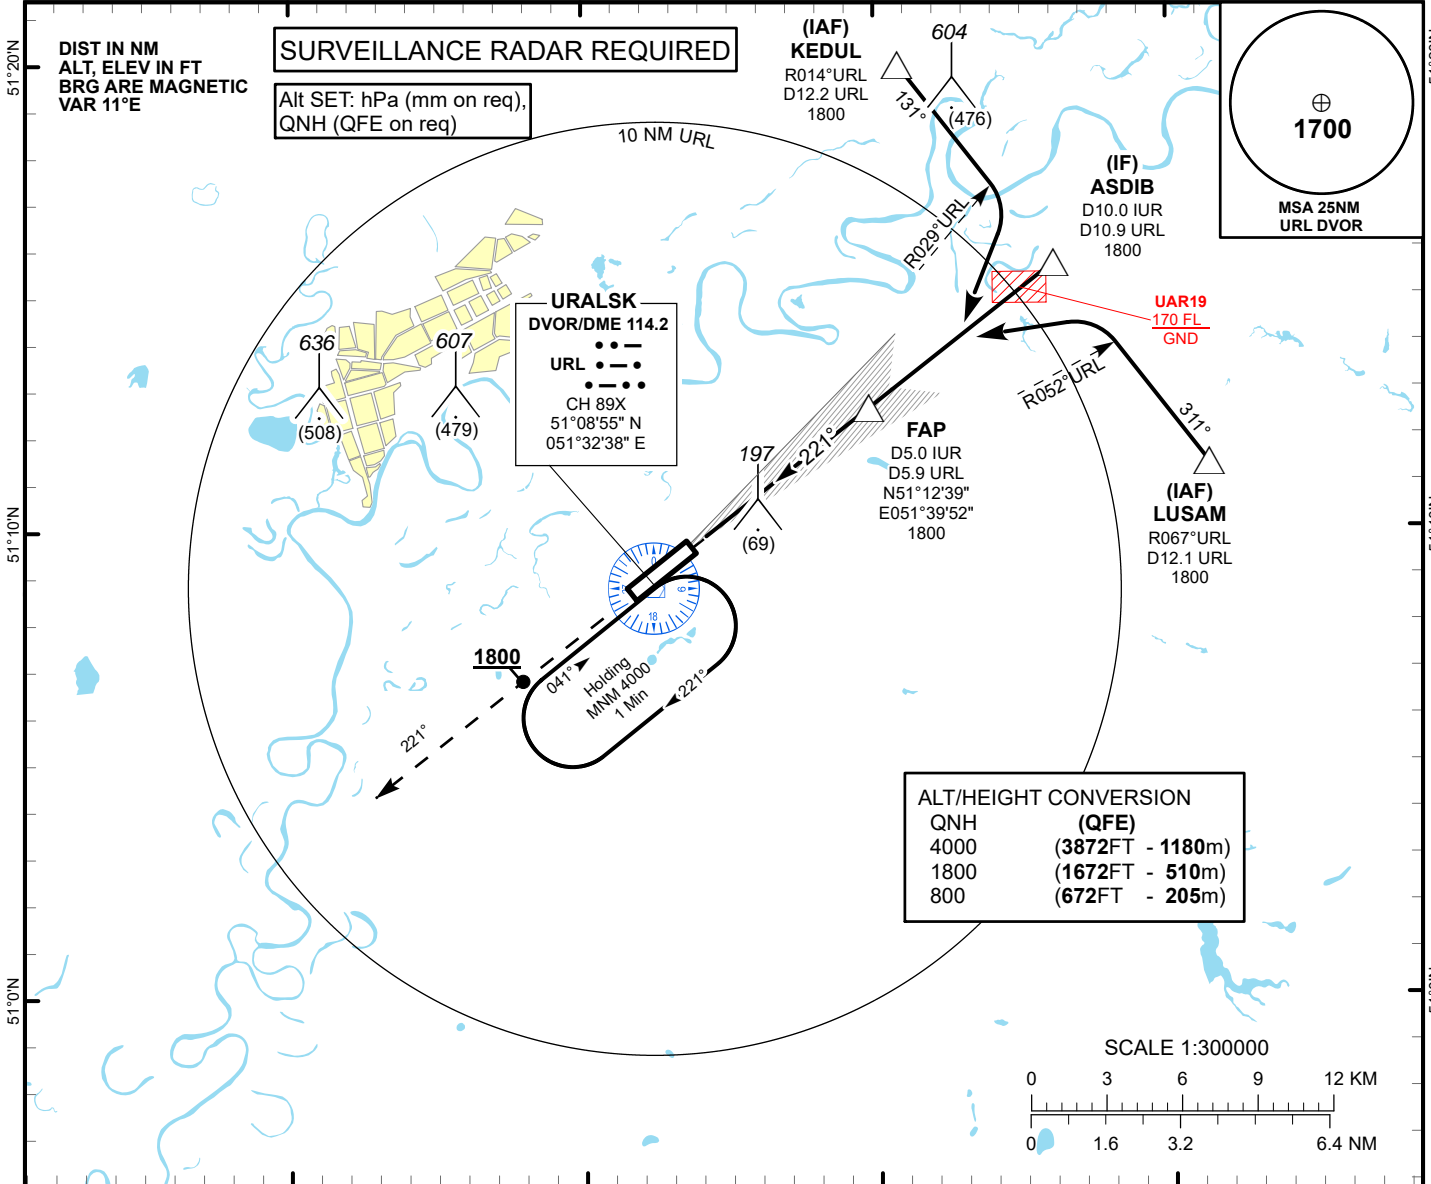 DIST IN NM
ALT, ELEV IN FT
BRG ARE MAGNETIC
VAR 11°E
SURVEILLANCE RADAR REQUIRED
Alt SET: hPa (mm on req),
QNH (QFE on req)
(IAF)
KEDUL
R014°URL
D12.2 URL
1800
604
(476)
131°
1700
MSA 25NM
URL DVOR
51°20'N
10 NM URL
(IF)
ASDIB
D10.0 IUR
D10.9 URL
1800
R029°URL
UAR19
170 FL
GND
URALSK
DVOR/DME 114.2
URL
CH 89X
51°08'55" N
051°32'38" E
636
(508)
607
(479)
R052°URL
311°
(IAF)
LUSAM
R067°URL
D12.1 URL
1800
FAP
D5.0 IUR
D5.9 URL
N51°12'39"
E051°39'52"
1800
221°
197
(69)
51°10'N
0
9
18
1800
041°
Holding
MNM 4000
1 Min
221°
221°
ALT/HEIGHT CONVERSION
QNH (QFE)
4000 (3872FT - 1180m)
1800 (1672FT - 510m)
800 (672FT - 205m)
51°0'N
SCALE 1:300000
0 3 6 9 12 KM
0 1.6 3.2 6.4 NM